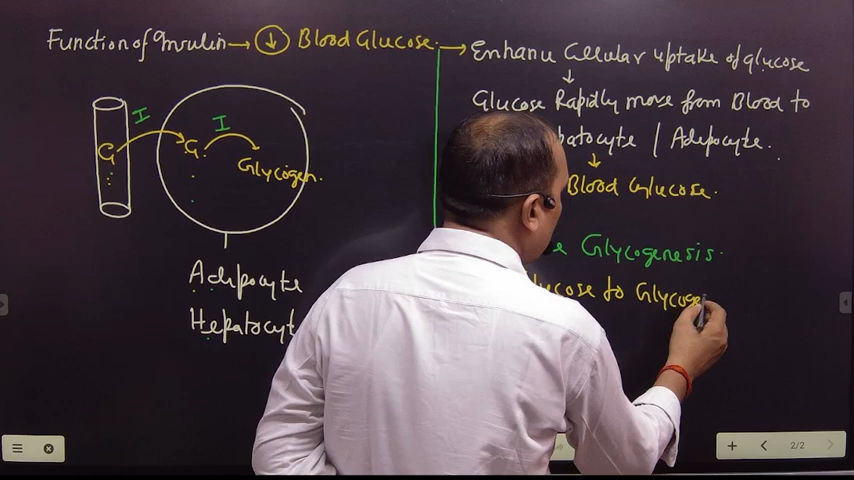 Function of Insulin → ↓ Blood Glucose. → Enhance Cellular uptake of glucose
↓
Glucose Rapidly move from Blood to
patocyte / Adipocyte.
↓
Blood Glucose.
e Glycogenesis.
lucose to Glycoge
I
G
G.
I
Glycogen.
Adipocyte
Hepatocyt
2/2